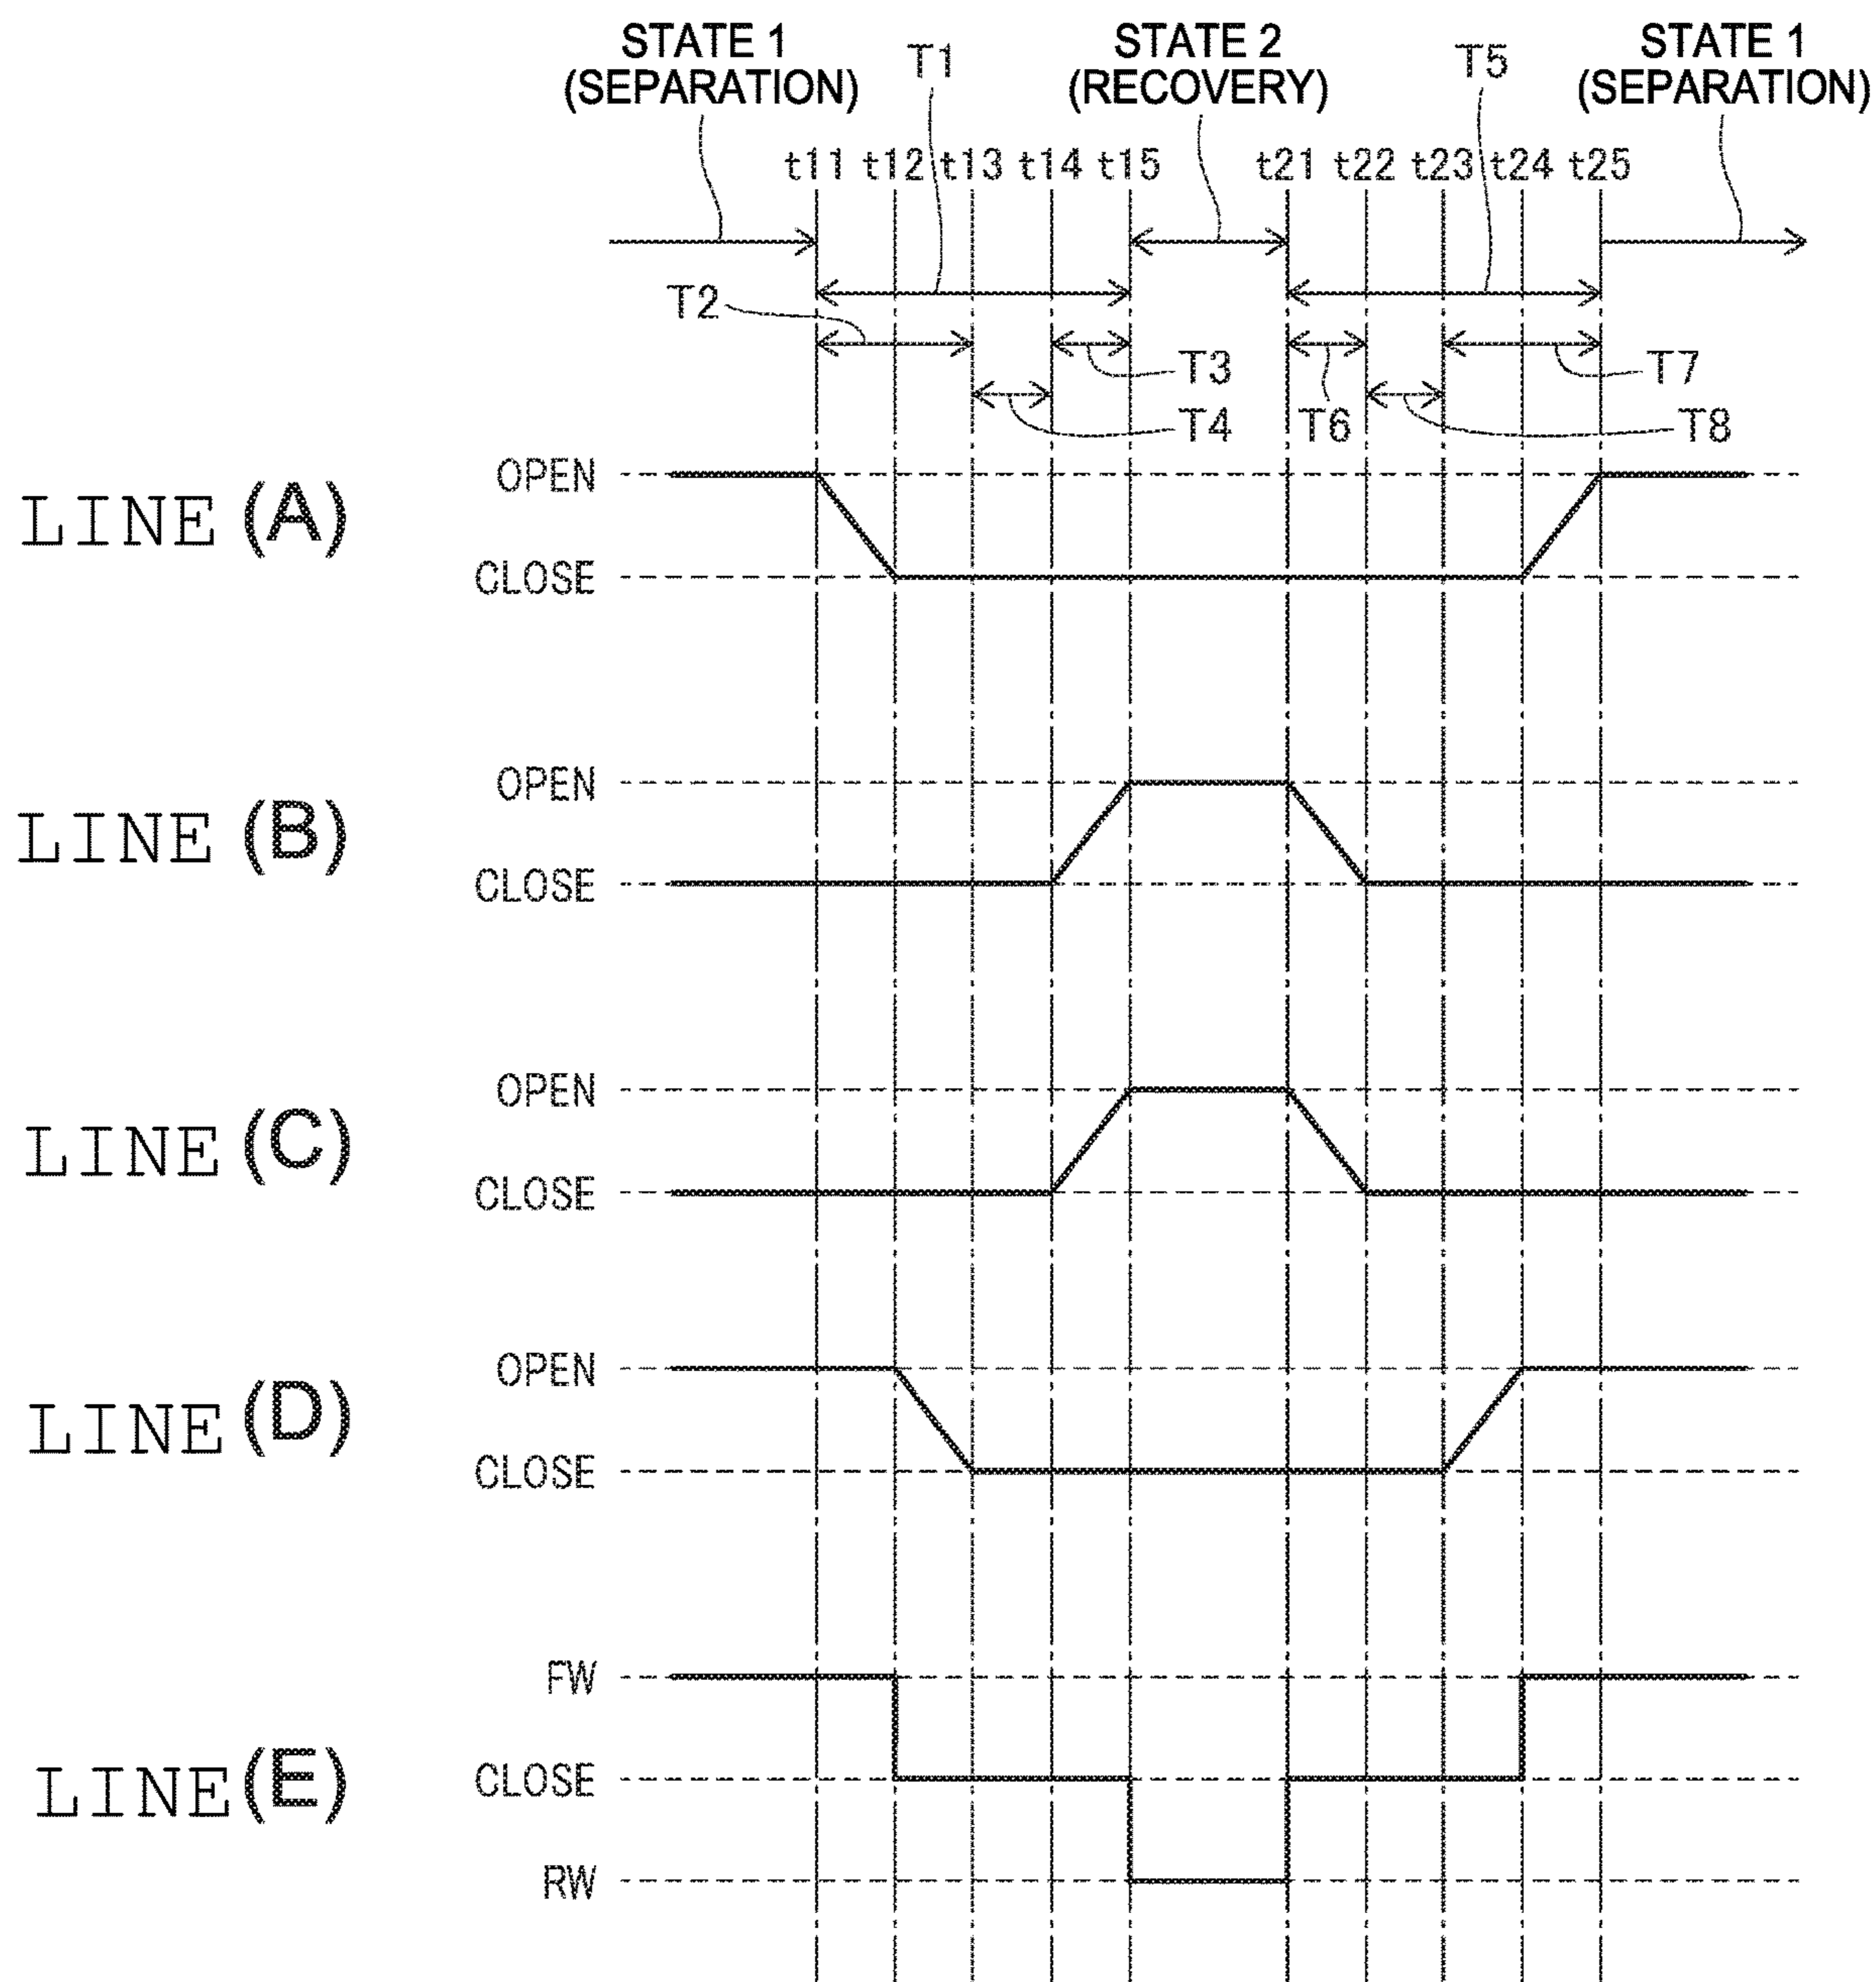 STATE 1
(SEPARATION)
T1
STATE 2
(RECOVERY)
T5
STATE 1
(SEPARATION)
t11 t12 t13 t14 t15 t21 t22 t23 t24 t25
T2
T3
T7
T4
T6
T8
OPEN
LINE (A)
CLOSE
OPEN
LINE (B)
CLOSE
OPEN
LINE (C)
CLOSE
OPEN
LINE (D)
CLOSE
FW
LINE (E)
CLOSE
RW